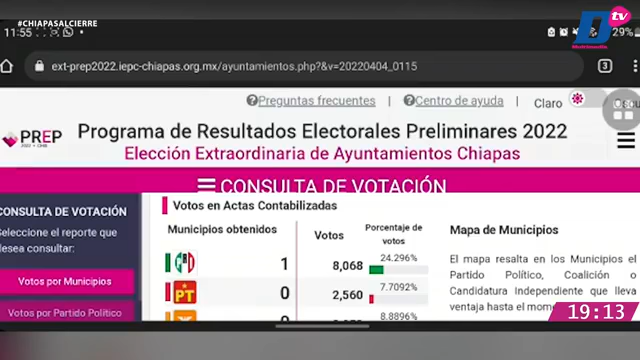 #CHIAPASALCIERRE
11:55
29%
D tv
Multimedia
ext-prep2022.iepc-chiapas.org.mx/ayuntamientos.php?&v=20220404_0115
3
Preguntas frecuentes | Centro de ayuda | Claro
PREP
Programa de Resultados Electorales Preliminares 2022
Elección Extraordinaria de Ayuntamientos Chiapas
CONSULTA DE VOTACIÓN
CONSULTA DE VOTACIÓN
Seleccione el reporte que
desea consultar:
Votos por Municipios
Votos por Partido Político
Votos en Actas Contabilizadas
Municipios obtenidos
Votos
Porcentaje de
votos
PRI 1 8,068 24.296%
PT 0 2,560 7.7092%
0
8.8896%
Mapa de Municipios
El mapa resalta en los Municipios el
Partido Político, Coalición o
Candidatura Independiente que lleva
ventaja hasta el
19:13